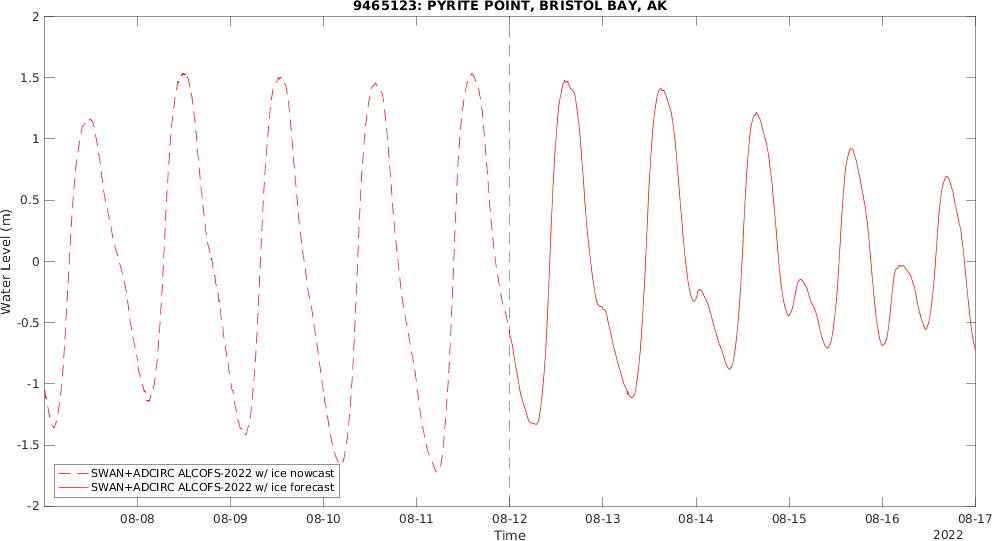 9465123: PYRITE POINT, BRISTOL BAY, AK
2
1.5
1
0.5
0
-0.5
-1
-1.5
-2
Water Level (m)
SWAN+ADCIRC ALCOFS-2022 w/ ice nowcast
SWAN+ADCIRC ALCOFS-2022 w/ ice forecast
08-08 08-09 08-10 08-11 08-12 08-13 08-14 08-15 08-16 08-17
Time
2022